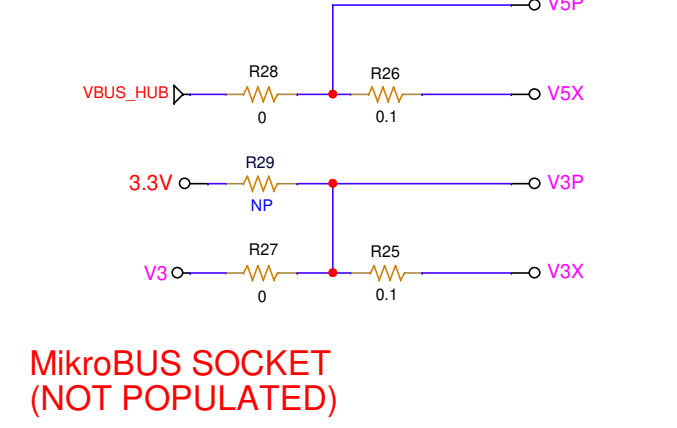 V5P
R28
R26
VBUS_HUB
V5X
0
0.1
R29
3.3V
V3P
NP
R27
R25
V3
V3X
0
0.1
MikroBUS SOCKET
(NOT POPULATED)